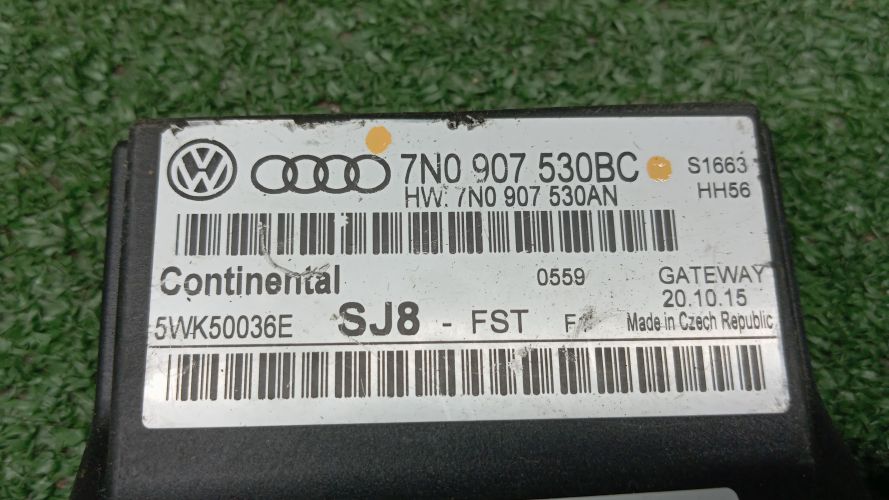 7N0 907 530BC S1663
HW: 7N0 907 530AN HH56
Continental 0559 GATEWAY
20.10.15
5WK50036E SJ8 - FST Made in Czech Republic